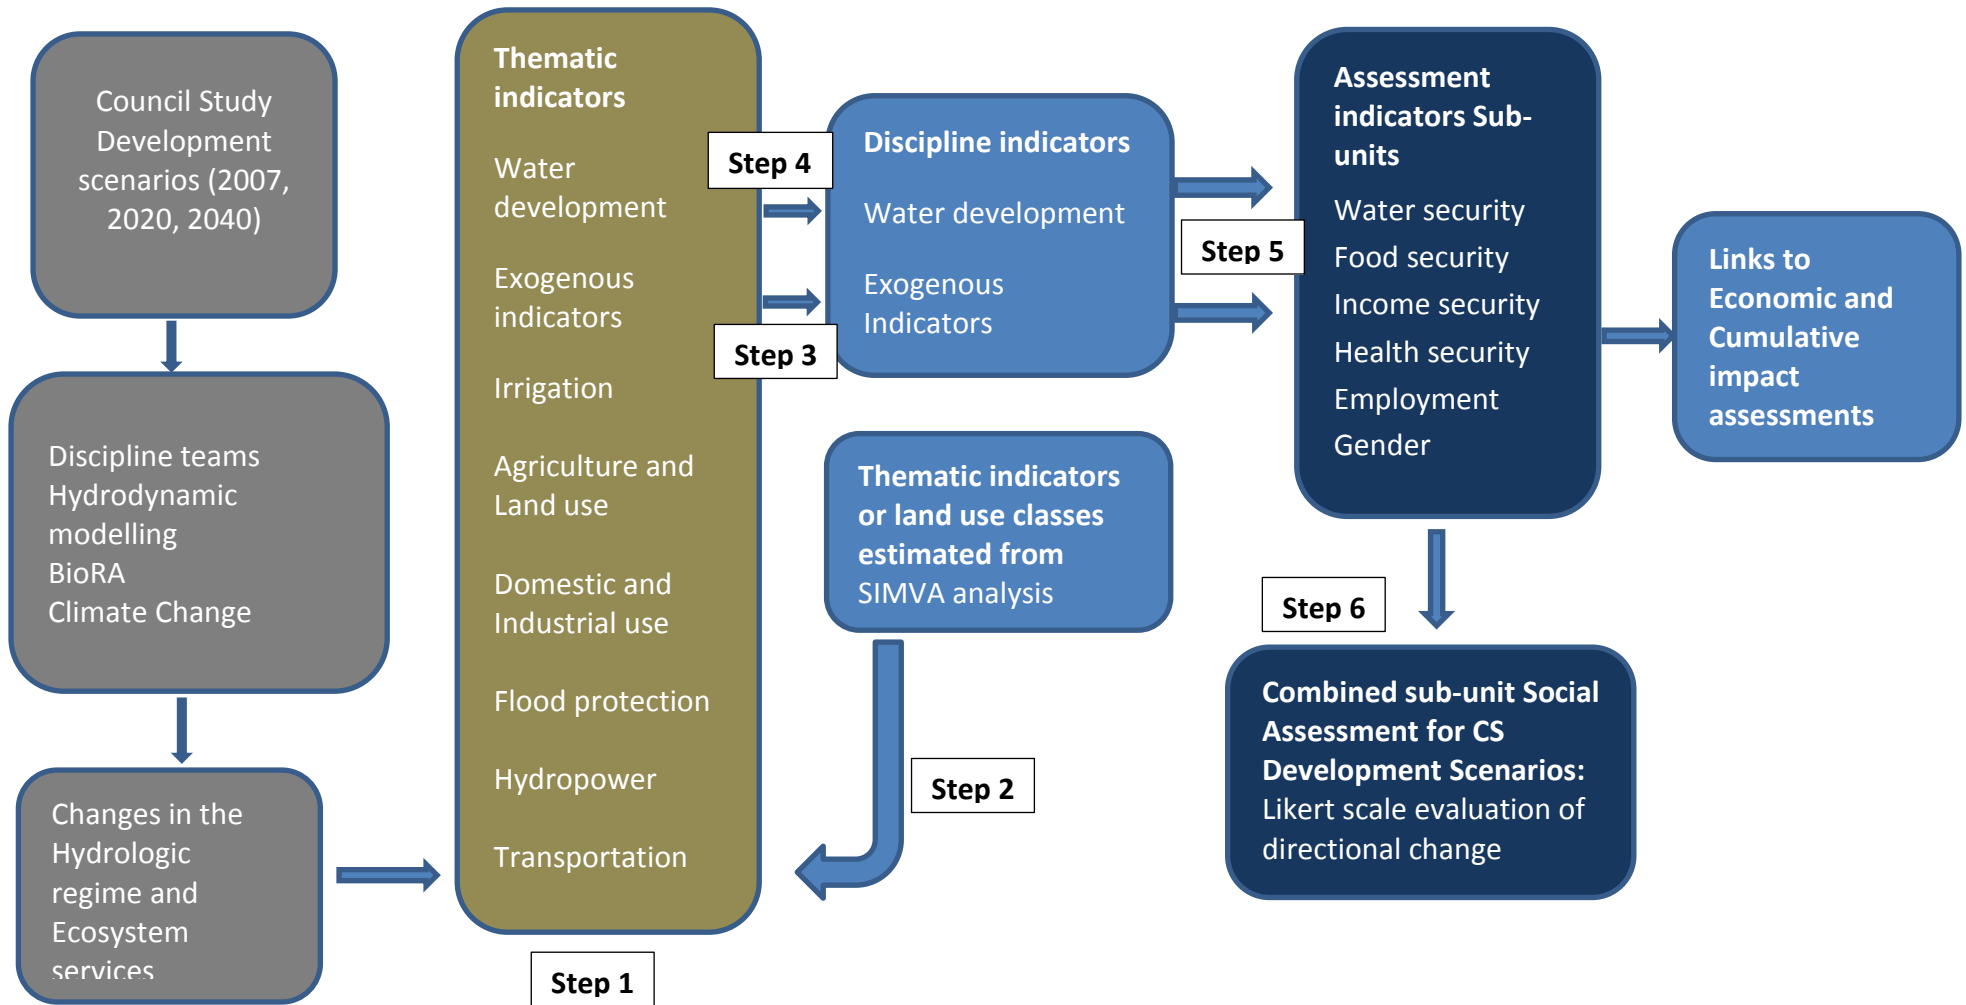 Council Study
Development
scenarios (2007,
2020, 2040)
Discipline teams
Hydrodynamic
modelling
BioRA
Climate Change
Changes in the
Hydrologic
regime and
Ecosystem
services
Thematic
indicators
Water
development
Exogenous
indicators
Irrigation
Agriculture and
Land use
Domestic and
Industrial use
Flood protection
Hydropower
Transportation
Step 1
Step 4
Step 3
Discipline indicators
Water development
Exogenous
Indicators
Thematic indicators
or land use classes
estimated from
SIMVA analysis
Step 2
Step 5
Assessment
indicators Sub-
units
Water security
Food security
Income security
Health security
Employment
Gender
Step 6
Combined sub-unit Social
Assessment for CS
Development Scenarios:
Likert scale evaluation of
directional change
Links to
Economic and
Cumulative
impact
assessments